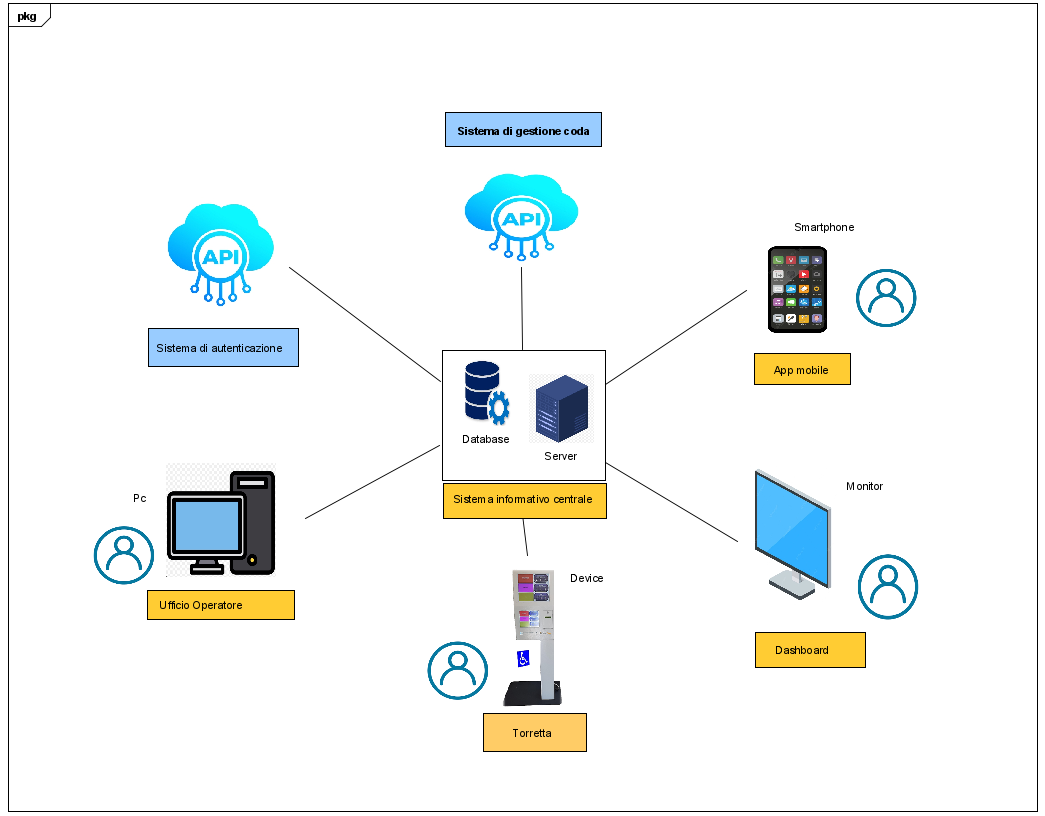 pkg
Sistema di gestione coda
API
API
Sistema di autenticazione
Smartphone
App mobile
Database
Server
Sistema informativo centrale
Pc
Ufficio Operatore
Monitor
Dashboard
Device
Torretta